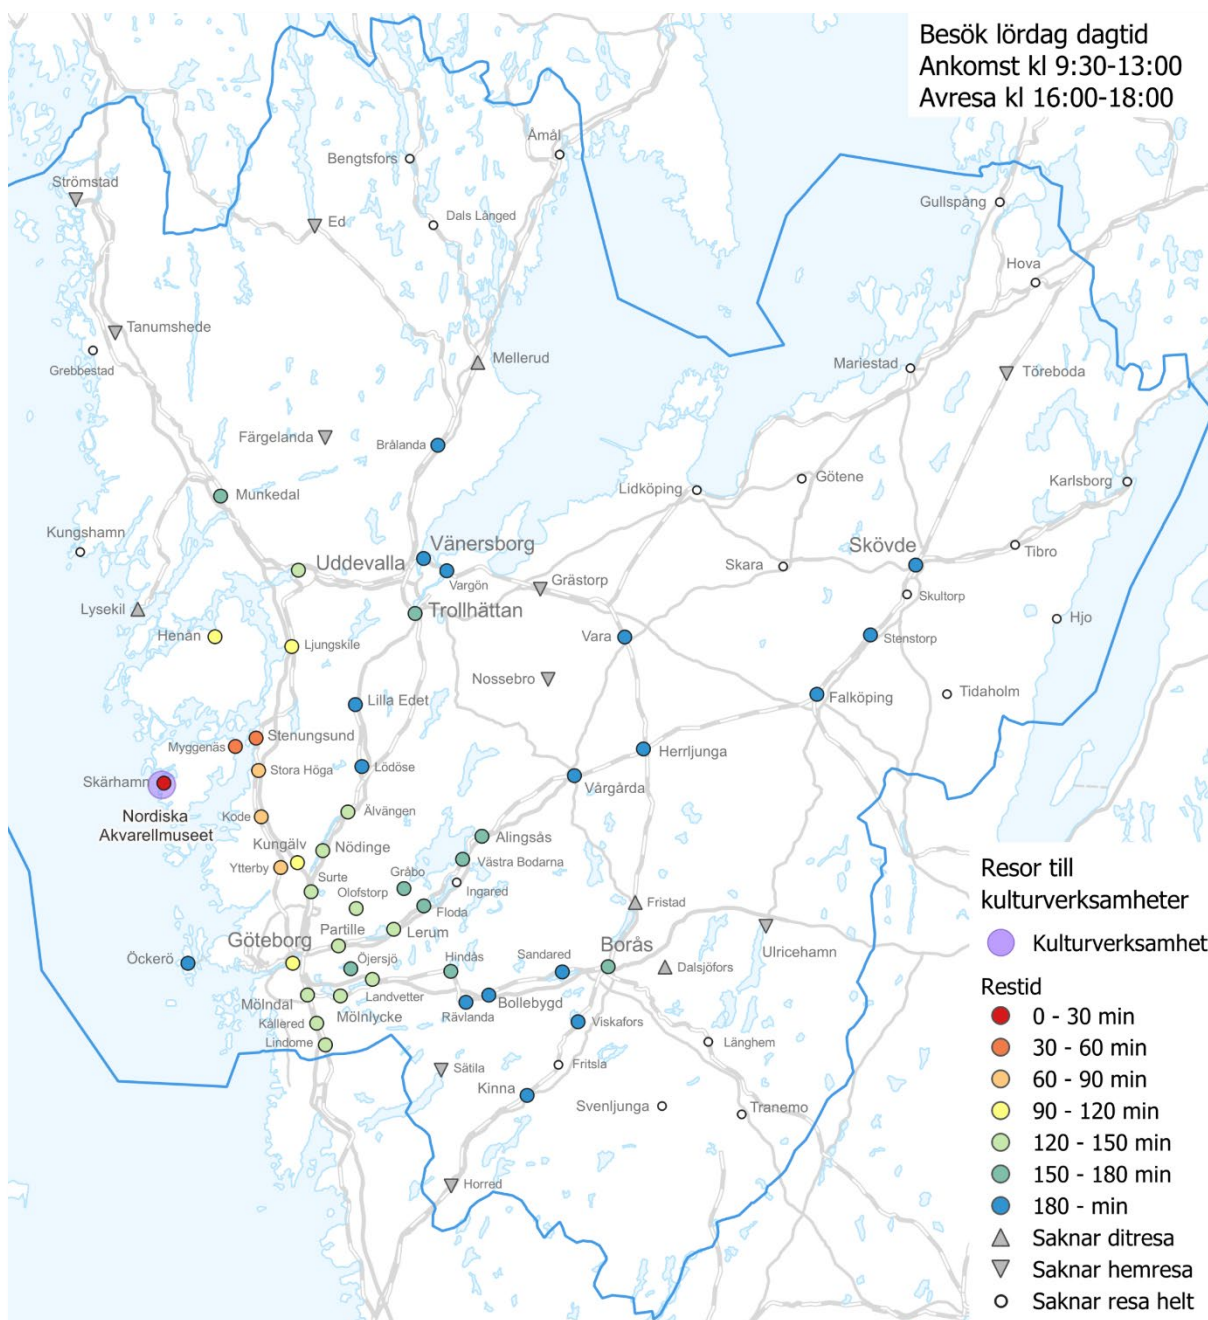 Besök lördag dagtid
Ankomst kl 9:30-13:00
Avresa kl 16:00-18:00
Åmål
Bengtsfors
Strömstad
Gullspång
Ed
Dals Långed
Hova
Tanumshede
Mellerud
Mariestad
Grebbestad
Töreboda
Färgelanda
Brålanda
Götene
Karlsborg
Lidköping
Munkedal
Kungshamn
Vänersborg
Skövde
Tibro
Uddevalla
Skara
Vargön
Grästorp
Skultorp
Lysekil
Trollhättan
Hjo
Henån
Ljungskile
Vara
Stenstorp
Nossebro
Tidaholm
Lilla Edet
Falköping
Stenungsund
Myggenäs
Herrljunga
Stora Höga
Lödöse
Skärhamn
Vårgårda
Nordiska
Akvarellmuseet
Älvängen
Kode
Alingsås
Kungälv
Nödinge
Västra Bodarna
Ytterby
Surte
Gråbo
Olofstorp
Ingared
Fristad
Floda
Partille
Lerum
Ulricehamn
Göteborg
Borås
Öckerö
Öjersjö
Hindås
Sandared
Dalsjöfors
Landvetter
Mölndal
Mölnlycke
Rävlanda
Bollebygd
Kållered
Viskafors
Lindome
Länghem
Sätila
Fritsla
Kinna
Svenljunga
Tranemo
Horred
Resor till
kulturverksamheter
Kulturverksamhet
Restid
0 - 30 min
30 - 60 min
60 - 90 min
90 - 120 min
120 - 150 min
150 - 180 min
180 - min
Saknar ditresa
Saknar hemresa
Saknar resa helt